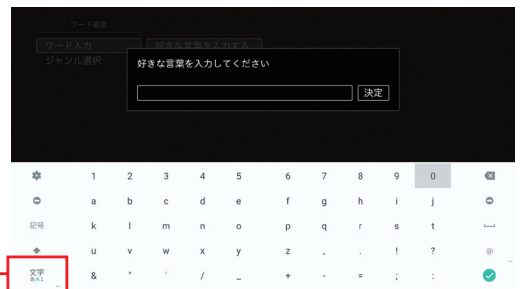 ワード追加
ワード入力 好きな言葉を入力する
ジャンル選択
好きな言葉を入力してください
決定
1 2 3 4 5 6 7 8 9 0
a b c d e f g h i j
記号 k l m n o p q r s t
u v w x y z , . ! ? @
文字 & " ' / _ + - = ; :
あA1